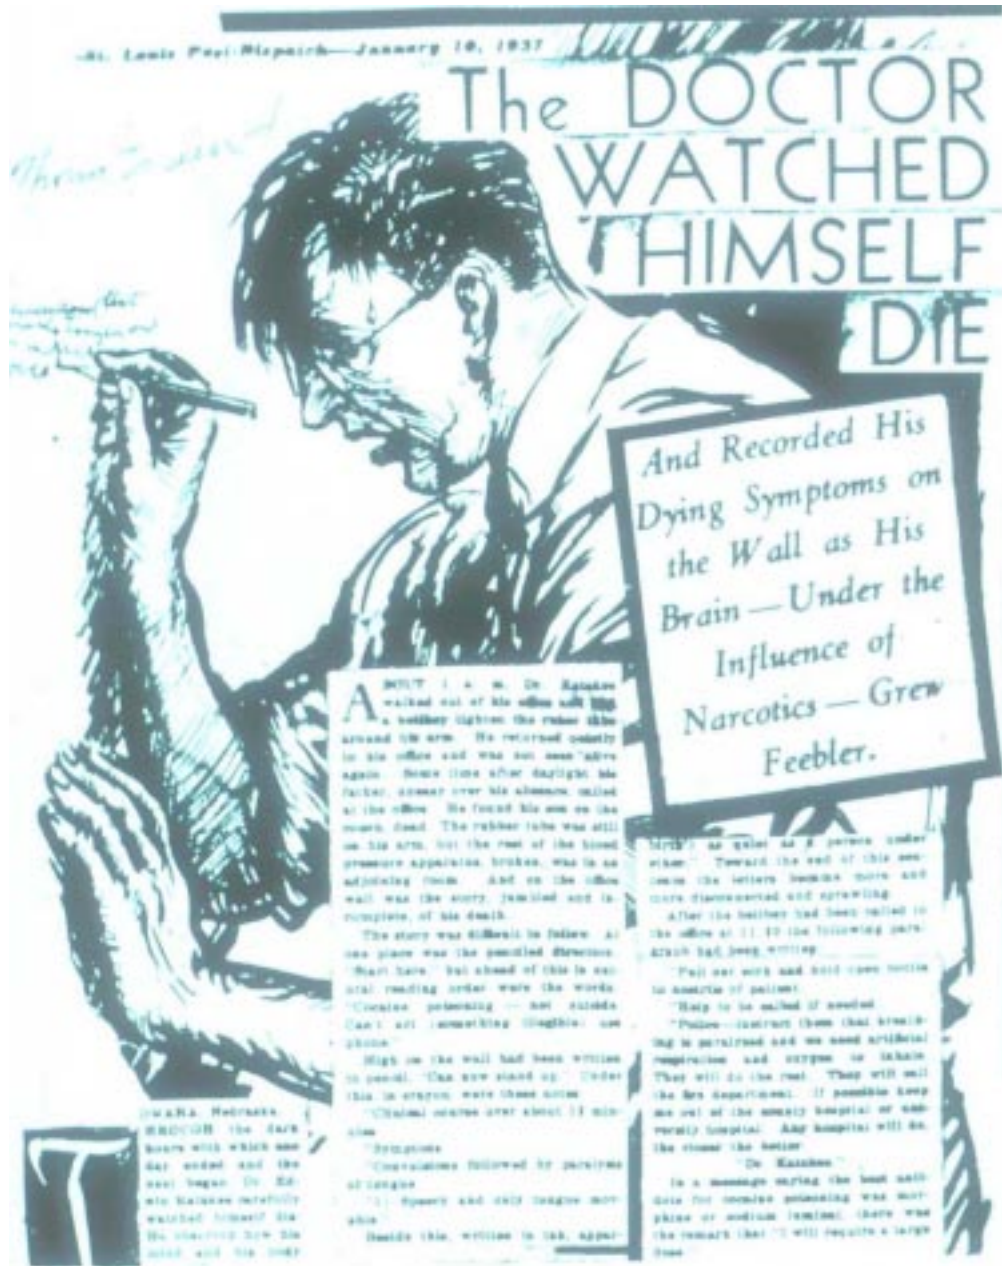 St. Louis Post-Dispatch—January 10, 1937
The DOCTOR
WATCHED
HIMSELF
DIE
And Recorded His
Dying Symptoms on
the Wall as His
Brain—Under the
Influence of
Narcotics—Grew
Feebler.
OMAHA, Nebraska.
THROUGH the dark
hours with which one
day ended and the
next began Dr. Ed-
win Katskee carefully
watched himself die.
He observed how his
mind and his body
ABOUT 1 a. m. Dr. Katskee
walked out of his office and had
a bellboy tighten the rubber tube
around his arm. He returned quietly
to his office and was not seen alive
again. Some time after daylight his
father, uneasy over his absence, called
at the office. He found his son on the
couch, dead. The rubber tube was still
on his arm, but the rest of the blood
pressure apparatus, broken, was in an
adjoining room. And on the office
wall was the story, jumbled and in-
complete, of his death.
The story was difficult to follow. At
one place was the penciled direction,
"Start here," but ahead of this in nat-
ural reading order were the words:
"Cocaine poisoning — not suicide.
Can't act (something illegible) use
phone."
High on the wall had been written
in pencil, "Can now stand up." Under
this, in crayon, were these notes:
"Clinical course over about 12 min-
utes
"Symptoms
"Convulsions followed by paralysis
of tongue
Speech and only tongue mov-
able
Beside this, written in ink, appar-
birth) as quiet as a person under
ether." Toward the end of this sen-
tence the letters become more and
more disconnected and sprawling.
After the bellboy had been called to
the office at 11:50 the following para-
graph had been written:
"Pull out cork and hold open bottle
to nostrils of patient.
"Help to be called if needed.
"Police—instruct them that breath-
ing is paralyzed and we need artificial
respiration and oxygen to inhale.
They will do the rest. They will call
the fire department. If possible keep
me out of the county hospital or uni-
versity hospital. Any hospital will do,
the closer the better.
"Dr. Katskee."
In a message saying the best anti-
dote for cocaine poisoning was mor-
phine or sodium luminal, there was
the remark that "I will require a large
dose.